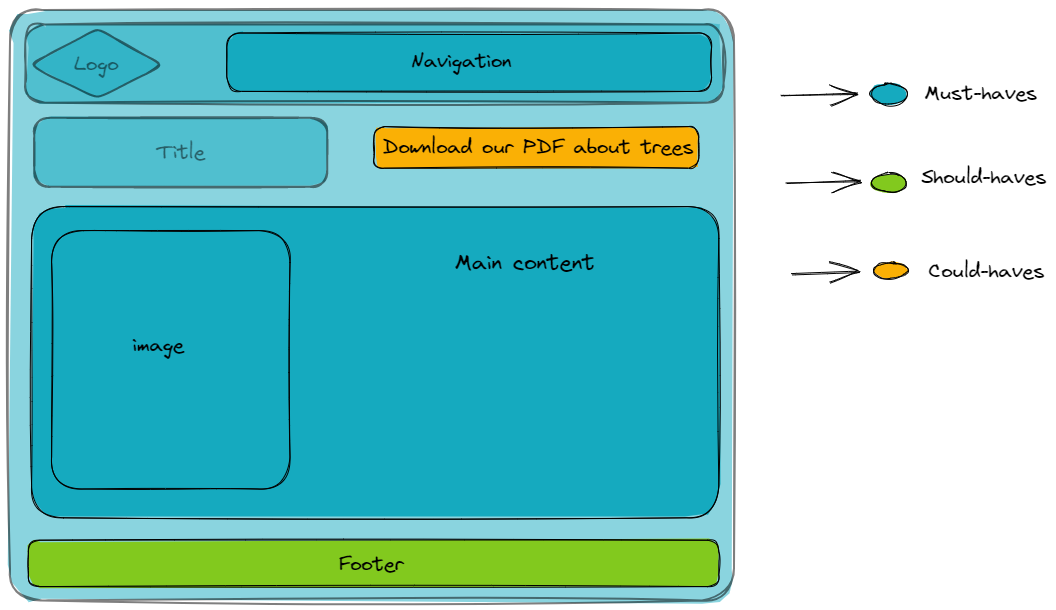 Logo
Navigation
Title
Download our PDF about trees
Main content
image
Footer
Must-haves
Should-haves
Could-haves